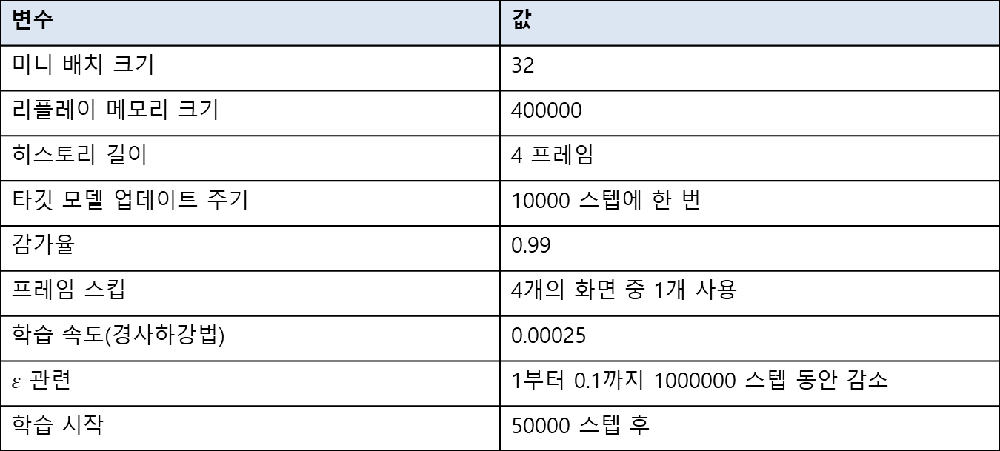 변수 값
미니 배치 크기 32
리플레이 메모리 크기 400000
히스토리 길이 4 프레임
타깃 모델 업데이트 주기 10000 스텝에 한 번
감가율 0.99
프레임 스킵 4개의 화면 중 1개 사용
학습 속도(경사하강법) 0.00025
𝜀 관련 1부터 0.1까지 1000000 스텝 동안 감소
학습 시작 50000 스텝 후